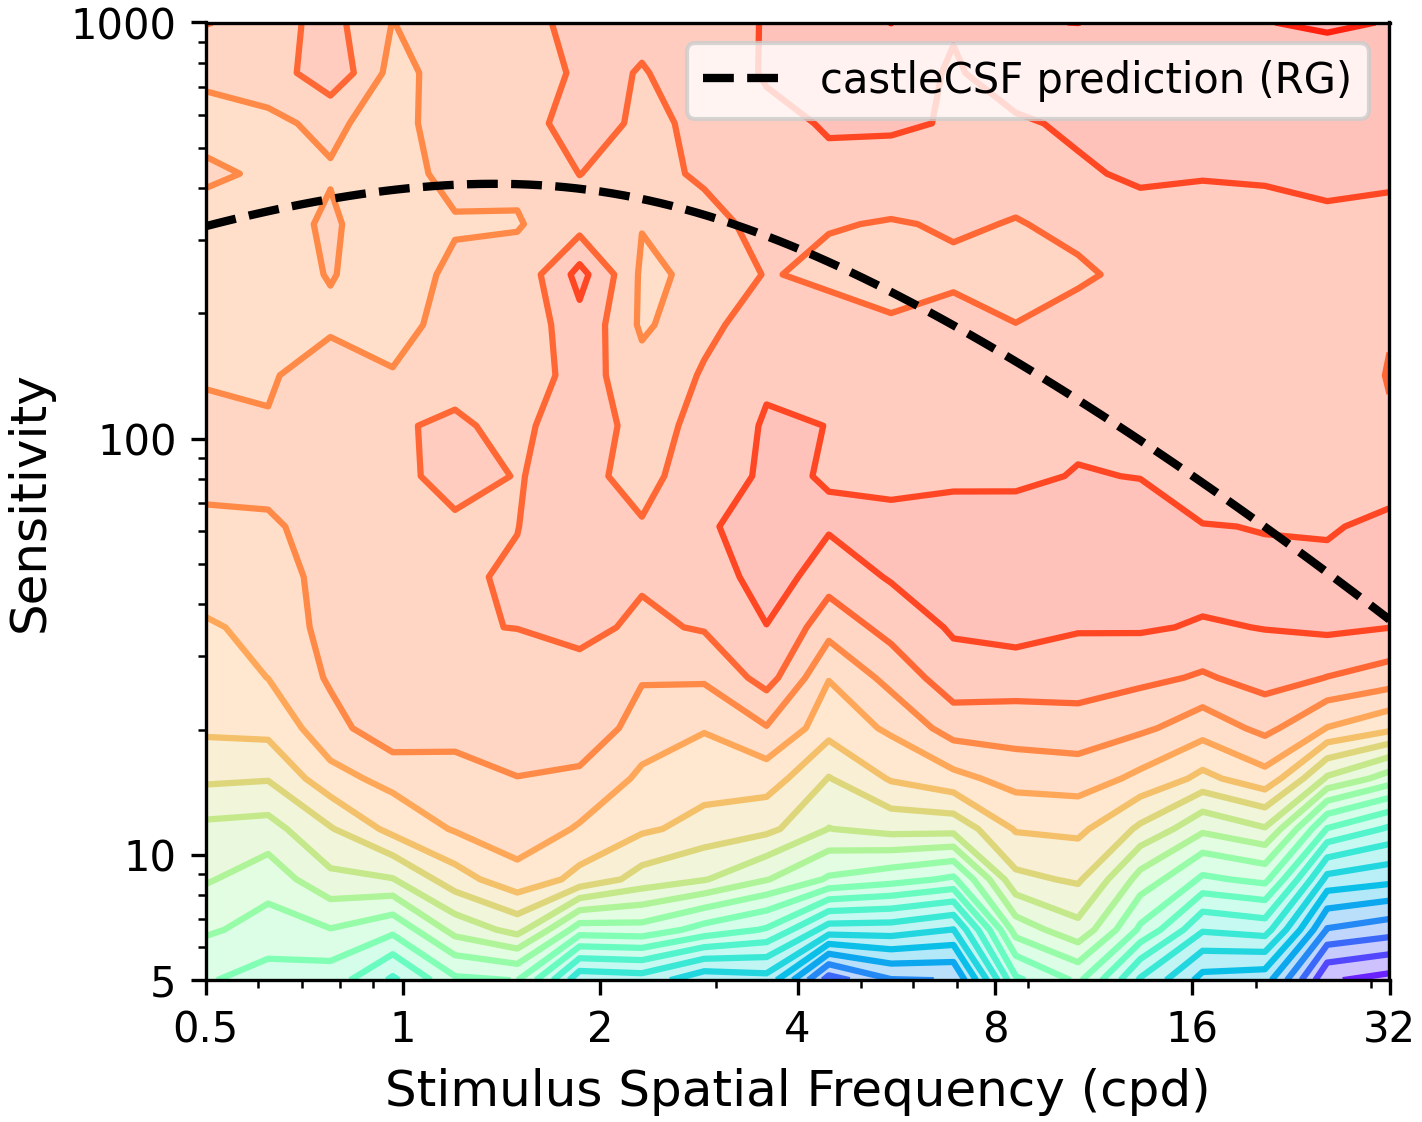 1000
castleCSF prediction (RG)
Sensitivity
100
10
5
0.5 1 2 4 8 16 32
Stimulus Spatial Frequency (cpd)